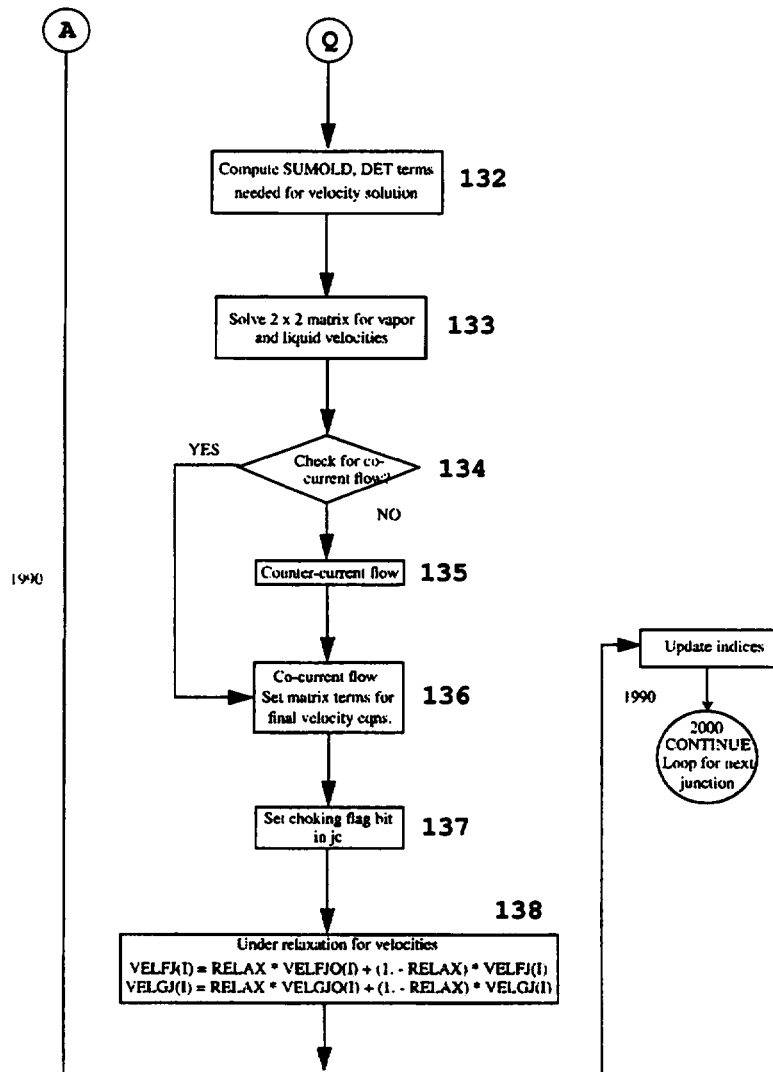 A
Q
Compute SUMOLD, DET terms
needed for velocity solution
132
Solve 2 x 2 matrix for vapor
and liquid velocities
133
YES
Check for co-
current flow?
134
NO
1990
Counter-current flow
135
Co-current flow
Set matrix terms for
final velocity eqns.
136
Update indices
1990
2000
CONTINUE
Loop for next
junction
Set choking flag bit
in jc
137
138
Under relaxation for velocities
VELFJ(I) = RELAX * VELFJO(I) + (1. - RELAX) * VELFJ(I)
VELGJ(I) = RELAX * VELGJO(I) + (1. - RELAX) * VELGJ(I)